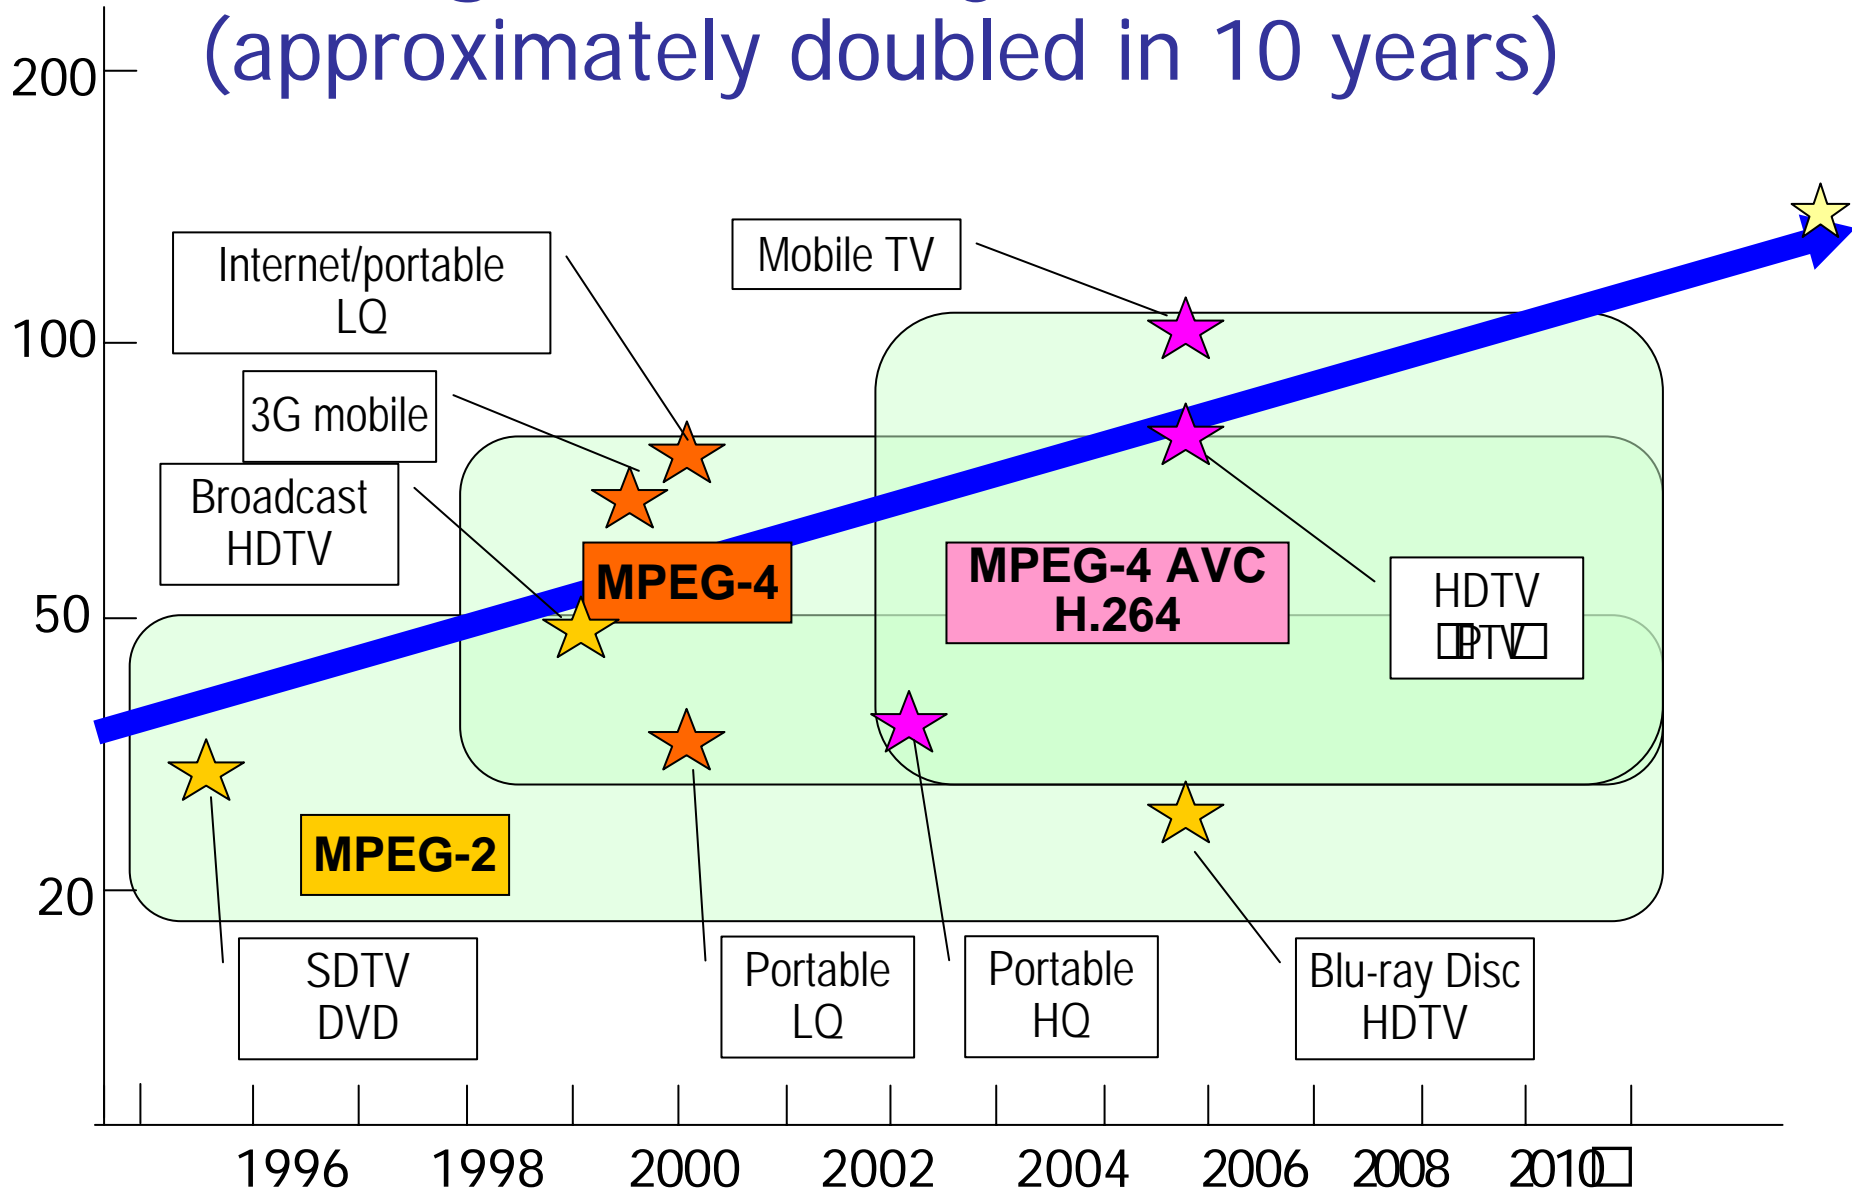 (approximately doubled in 10 years)
200
100
50
20
Internet/portable
LQ
Mobile TV
3G mobile
Broadcast
HDTV
MPEG-4
MPEG-4 AVC
H.264
HDTV
PTV
MPEG-2
SDTV
DVD
Portable
LQ
Portable
HQ
Blu-ray Disc
HDTV
1996 1998 2000 2002 2004 2006 2008 2010